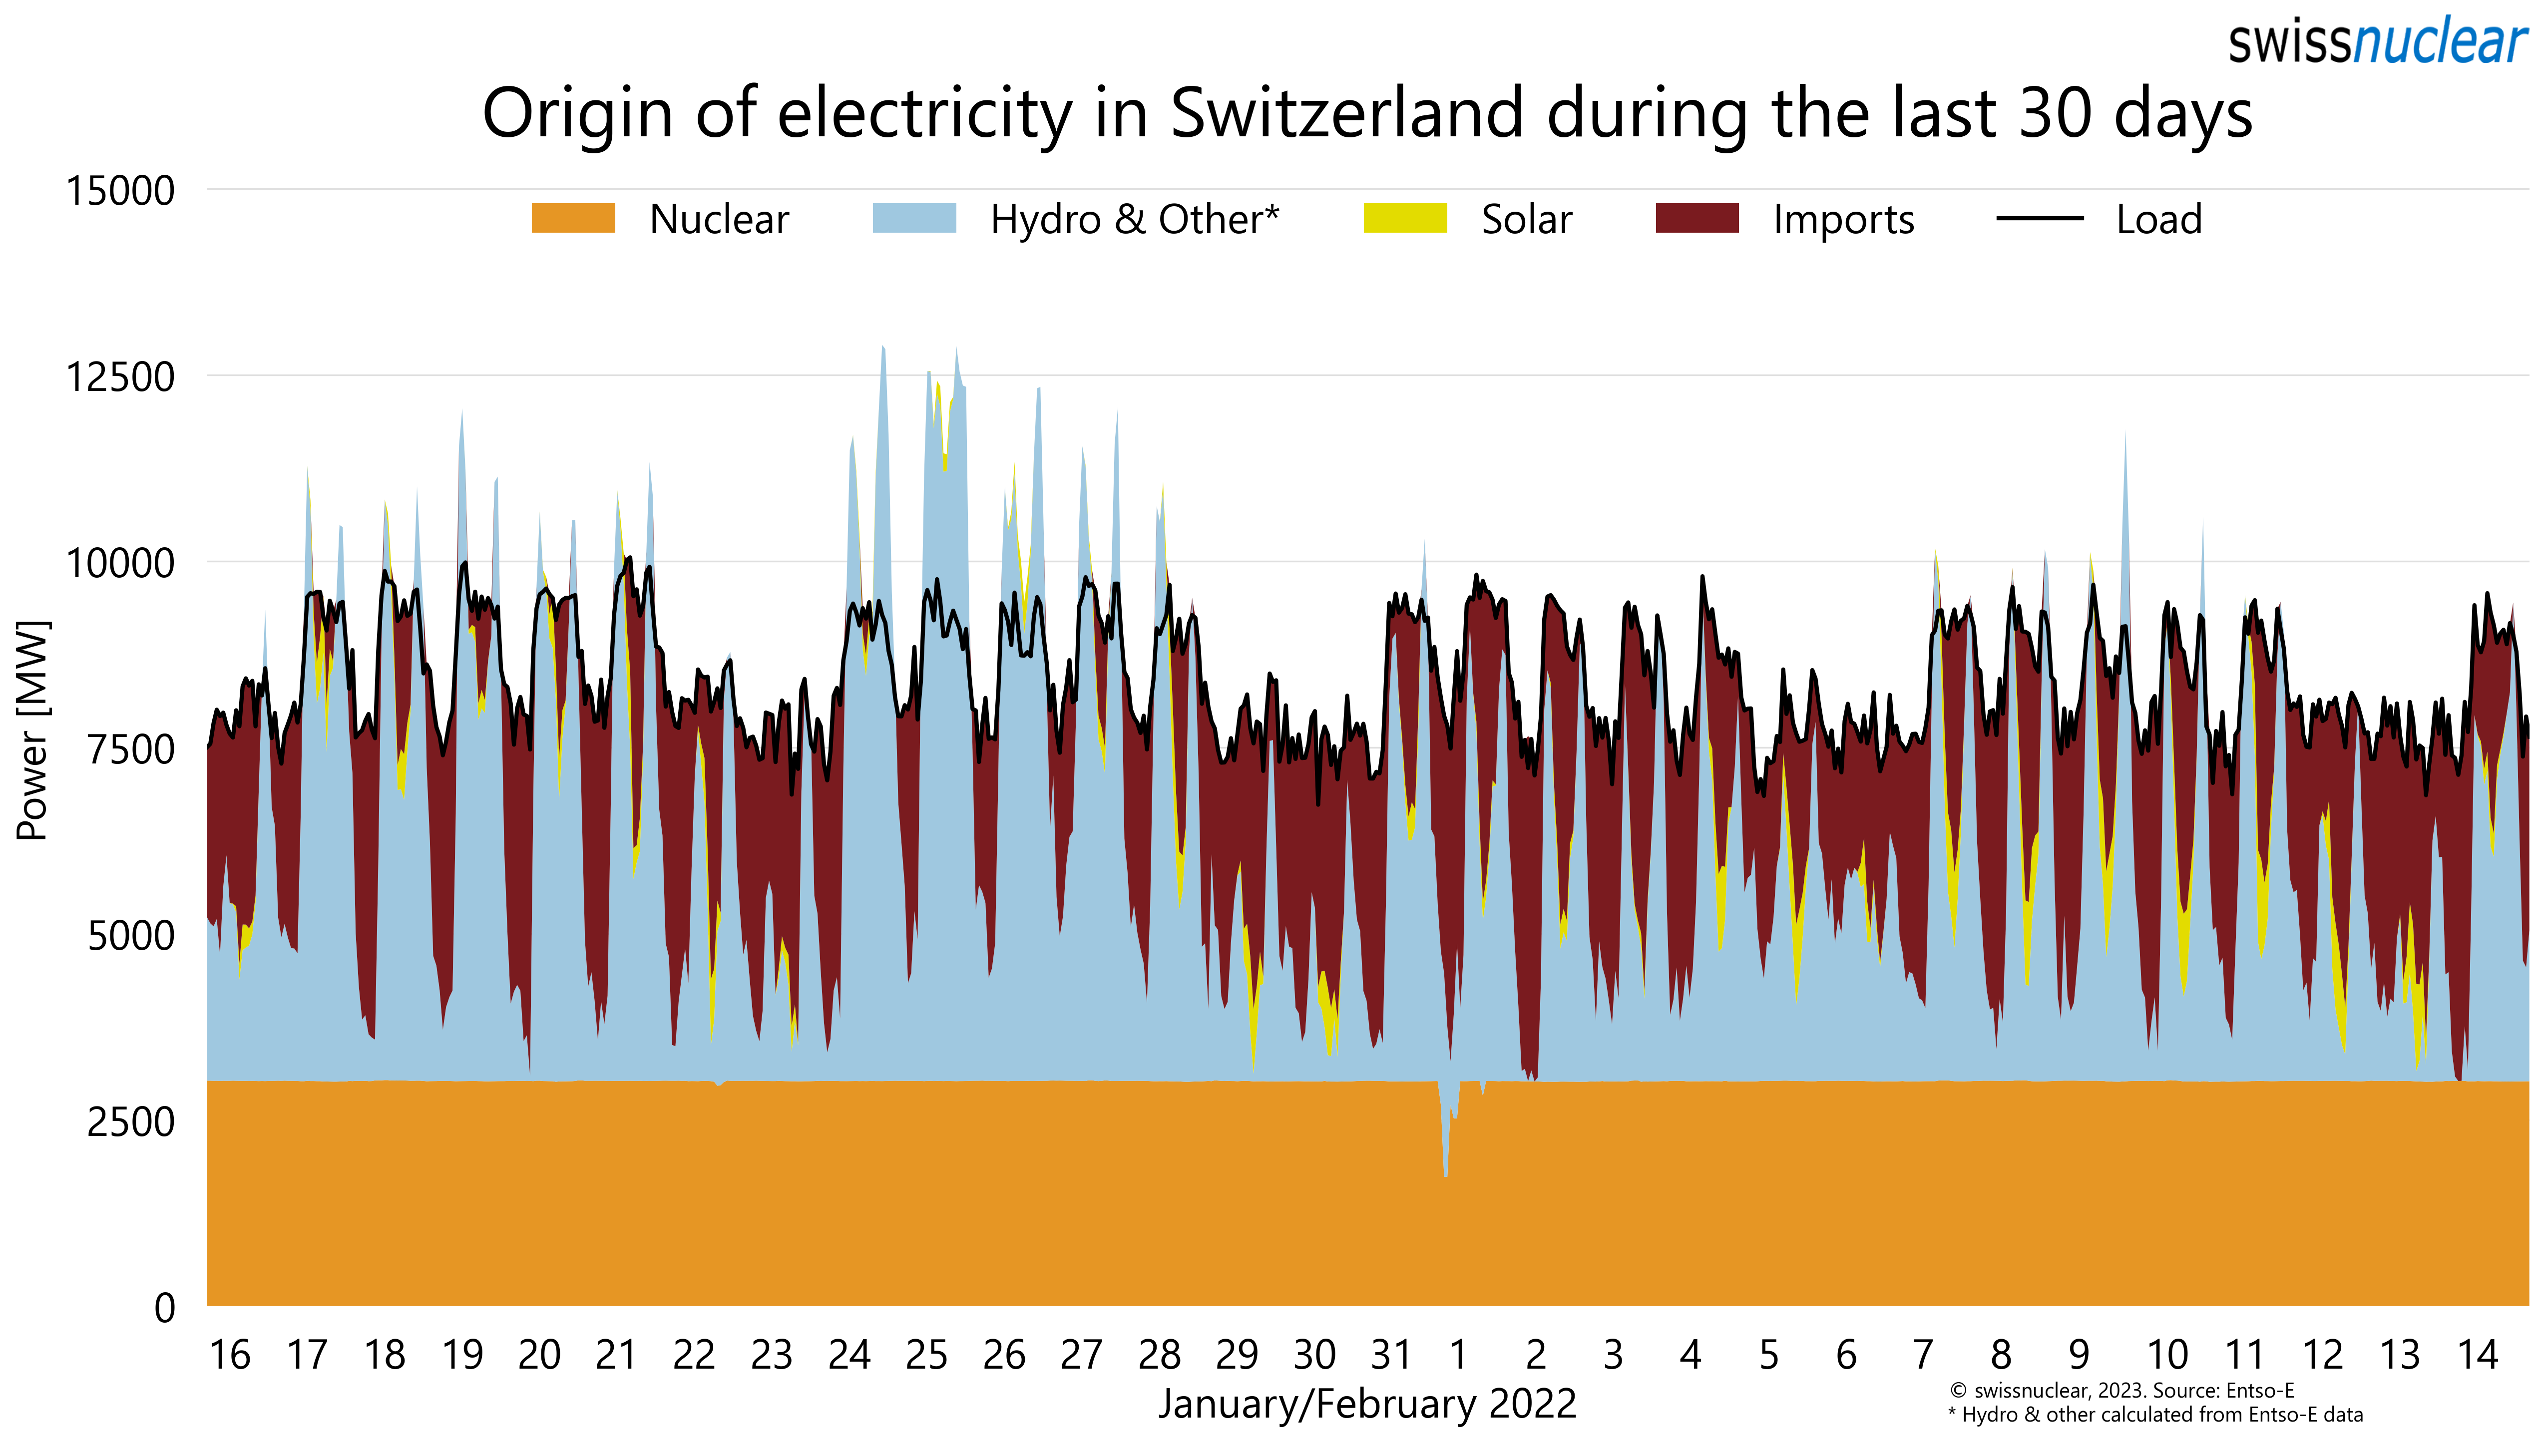 swissnuclear
Origin of electricity in Switzerland during the last 30 days
15000
Nuclear Hydro & Other* Solar Imports Load
12500
10000
7500
5000
2500
0
Power [MW]
16 17 18 19 20 21 22 23 24 25 26 27 28 29 30 31 1 2 3 4 5 6 7 8 9 10 11 12 13 14
January/February 2022
© swissnuclear, 2023. Source: Entso-E
* Hydro & other calculated from Entso-E data